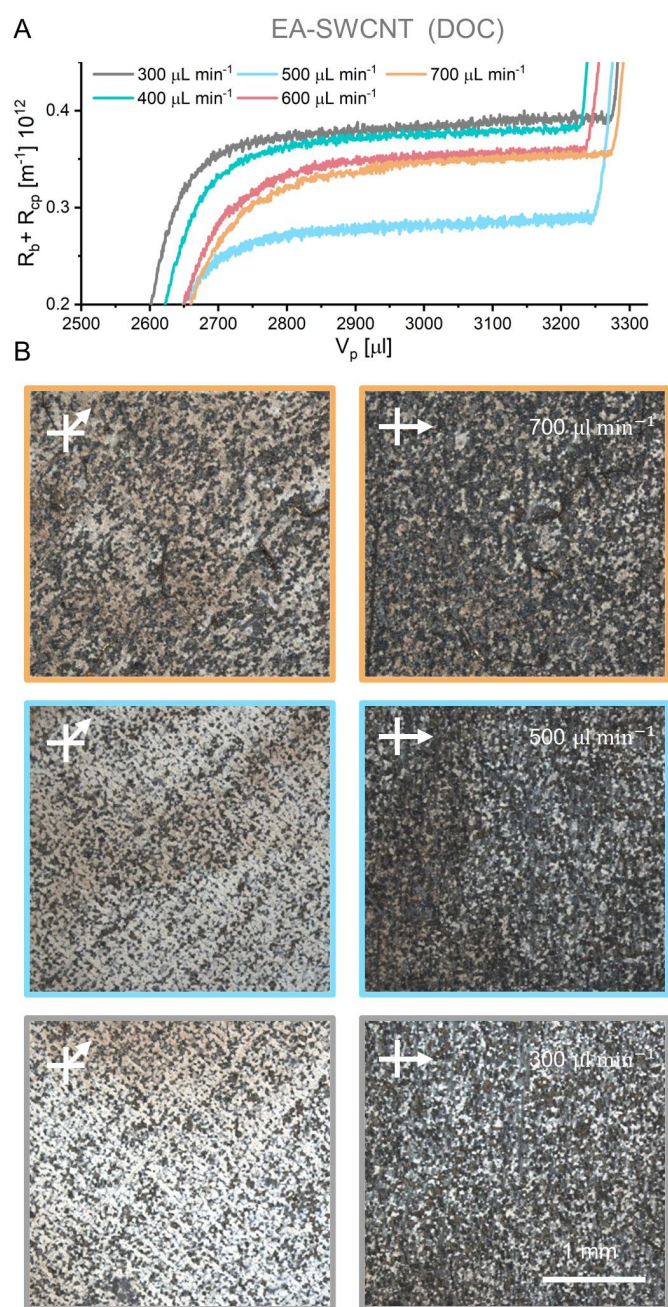 A
EA-SWCNT (DOC)
300 μL min⁻¹ 500 μL min⁻¹ 700 μL min⁻¹
400 μL min⁻¹ 600 μL min⁻¹
R_b + R_cp [m⁻¹] 10¹²
0.4
0.3
0.2
2500 2600 2700 2800 2900 3000 3100 3200 3300
V_p [μl]
B
700 μl min⁻¹
500 μl min⁻¹
300 μl min⁻¹
1 mm